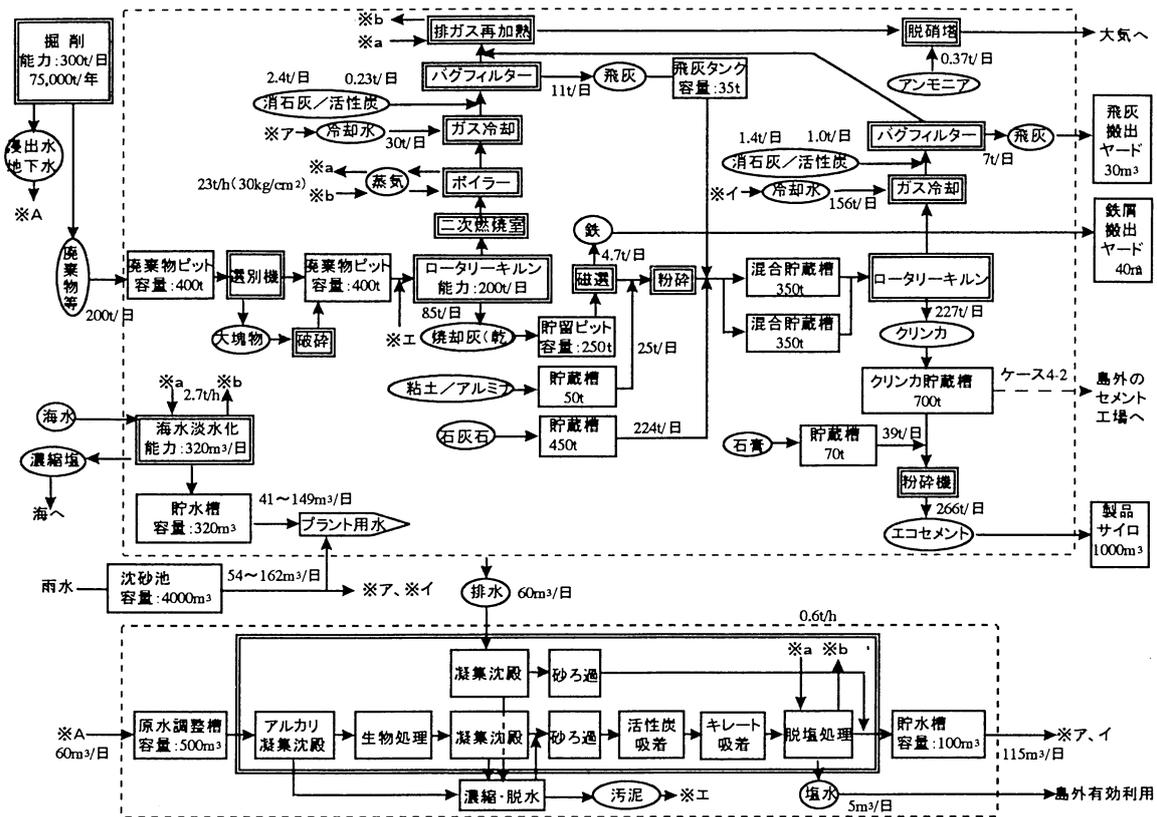 掘削
能力:300t/日
75,000t/年
浸出水
地下水
※A
廃棄物等
200t/日
廃棄物ピット
容量:400t
選別機
大塊物
破砕
廃棄物ピット
容量:400t
※エ
ロータリーキルン
能力:200t/日
85t/日
焼却灰(乾)
二次燃焼室
ボイラー
蒸気
※a
※b
23t/h(30kg/cm²)
ガス冷却
冷却水
※ア
30t/日
消石灰/活性炭
2.4t/日
0.23t/日
バグフィルター
排ガス再加熱
※b
※a
11t/日
飛灰
飛灰タンク
容量:35t
脱硝塔
大気へ
0.37t/日
アンモニア
バグフィルター
飛灰
7t/日
飛灰
搬出
ヤード
30m³
1.4t/日
1.0t/日
消石灰/活性炭
※イ
冷却水
156t/日
ガス冷却
鉄
4.7t/日
鉄屑
搬出
ヤード
40㎥
磁選
粉砕
貯留ピット
容量:250t
25t/日
粘土/アルミナ
貯蔵槽
50t
石灰石
貯蔵槽
450t
224t/日
混合貯蔵槽
350t
混合貯蔵槽
350t
ロータリーキルン
227t/日
クリンカ
クリンカ貯蔵槽
700t
ケース4-2
島外の
セメント
工場へ
石膏
貯蔵槽
70t
39t/日
粉砕機
266t/日
エコセメント
製品
サイロ
1000m³
※a
※b
2.7t/h
海水
海水淡水化
能力:320m³/日
濃縮塩
海へ
貯水槽
容量:320m³
41~149m³/日
プラント用水
雨水
沈砂池
容量:4000m³
54~162m³/日
※ア、※イ
排水
60m³/日
0.6t/h
※a
※b
凝集沈殿
砂ろ過
※A
60m³/日
原水調整槽
容量:500m³
アルカリ
凝集沈殿
生物処理
凝集沈殿
砂ろ過
活性炭
吸着
キレート
吸着
脱塩処理
貯水槽
容量:100m³
※ア、イ
115m³/日
濃縮・脱水
汚泥
※エ
塩水
5m³/日
島外有効利用